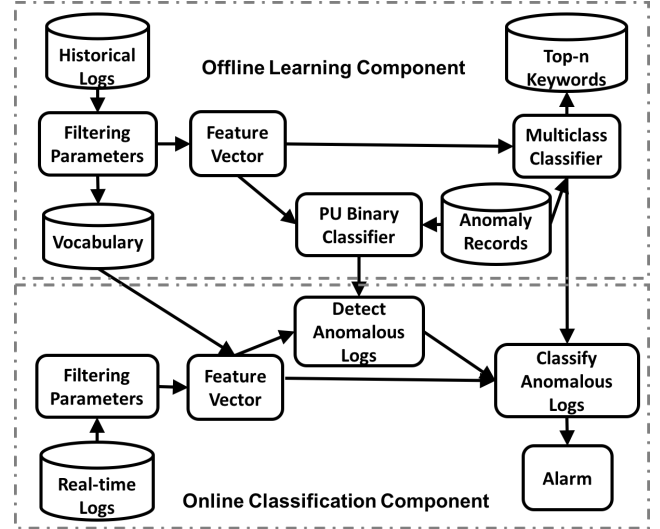 Historical
Logs
Offline Learning Component
Top-n
Keywords
Filtering
Parameters
Feature
Vector
Multiclass
Classifier
Vocabulary
PU Binary
Classifier
Anomaly
Records
Detect
Anomalous
Logs
Filtering
Parameters
Feature
Vector
Classify
Anomalous
Logs
Real-time
Logs
Online Classification Component
Alarm